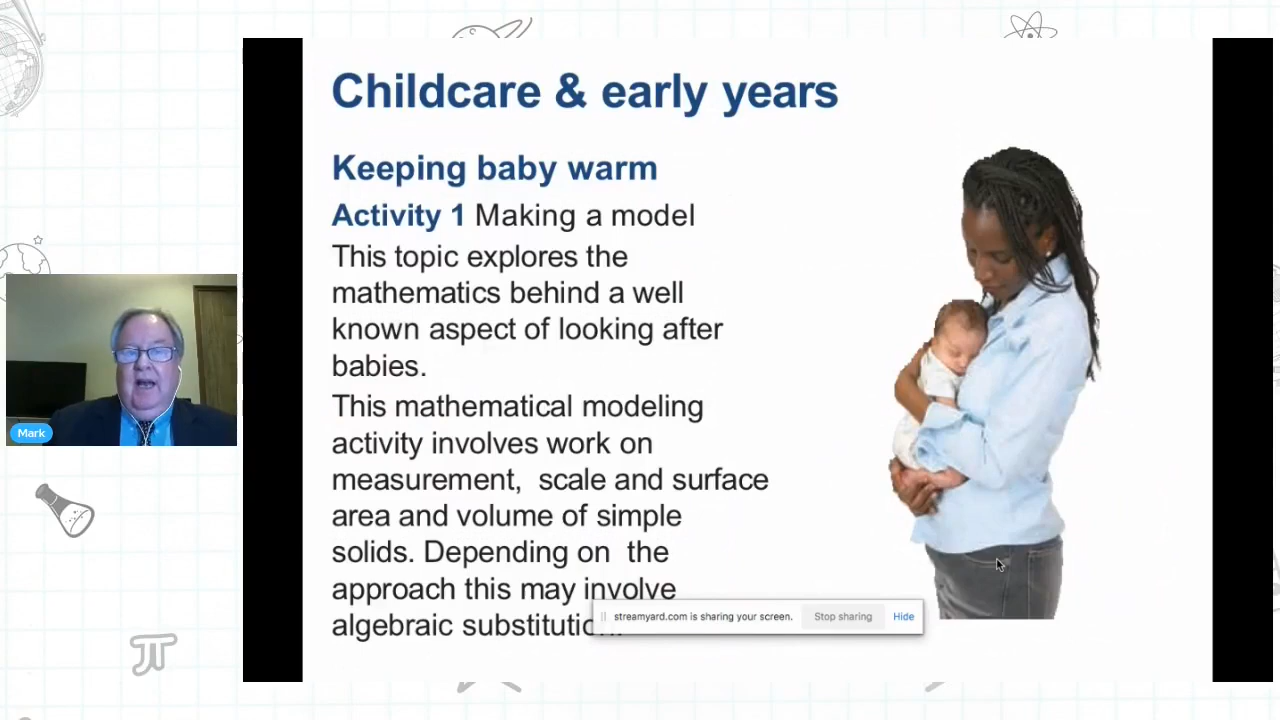 Childcare & early years
Keeping baby warm
Activity 1 Making a model
This topic explores the
mathematics behind a well
known aspect of looking after
babies.
This mathematical modeling
activity involves work on
measurement, scale and surface
area and volume of simple
solids. Depending on the
approach this may involve
algebraic
streamyard.com is sharing your screen. Stop sharing Hide
Mark
π